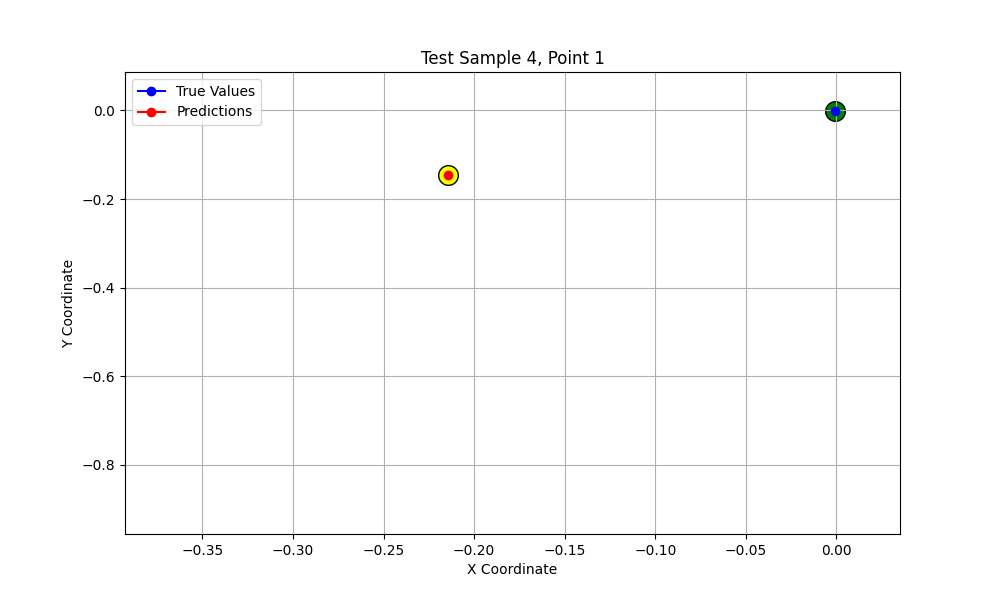 Test Sample 4, Point 1
True Values
Predictions
0.0
−0.2
−0.4
−0.6
−0.8
Y Coordinate
−0.35 −0.30 −0.25 −0.20 −0.15 −0.10 −0.05 0.00
X Coordinate